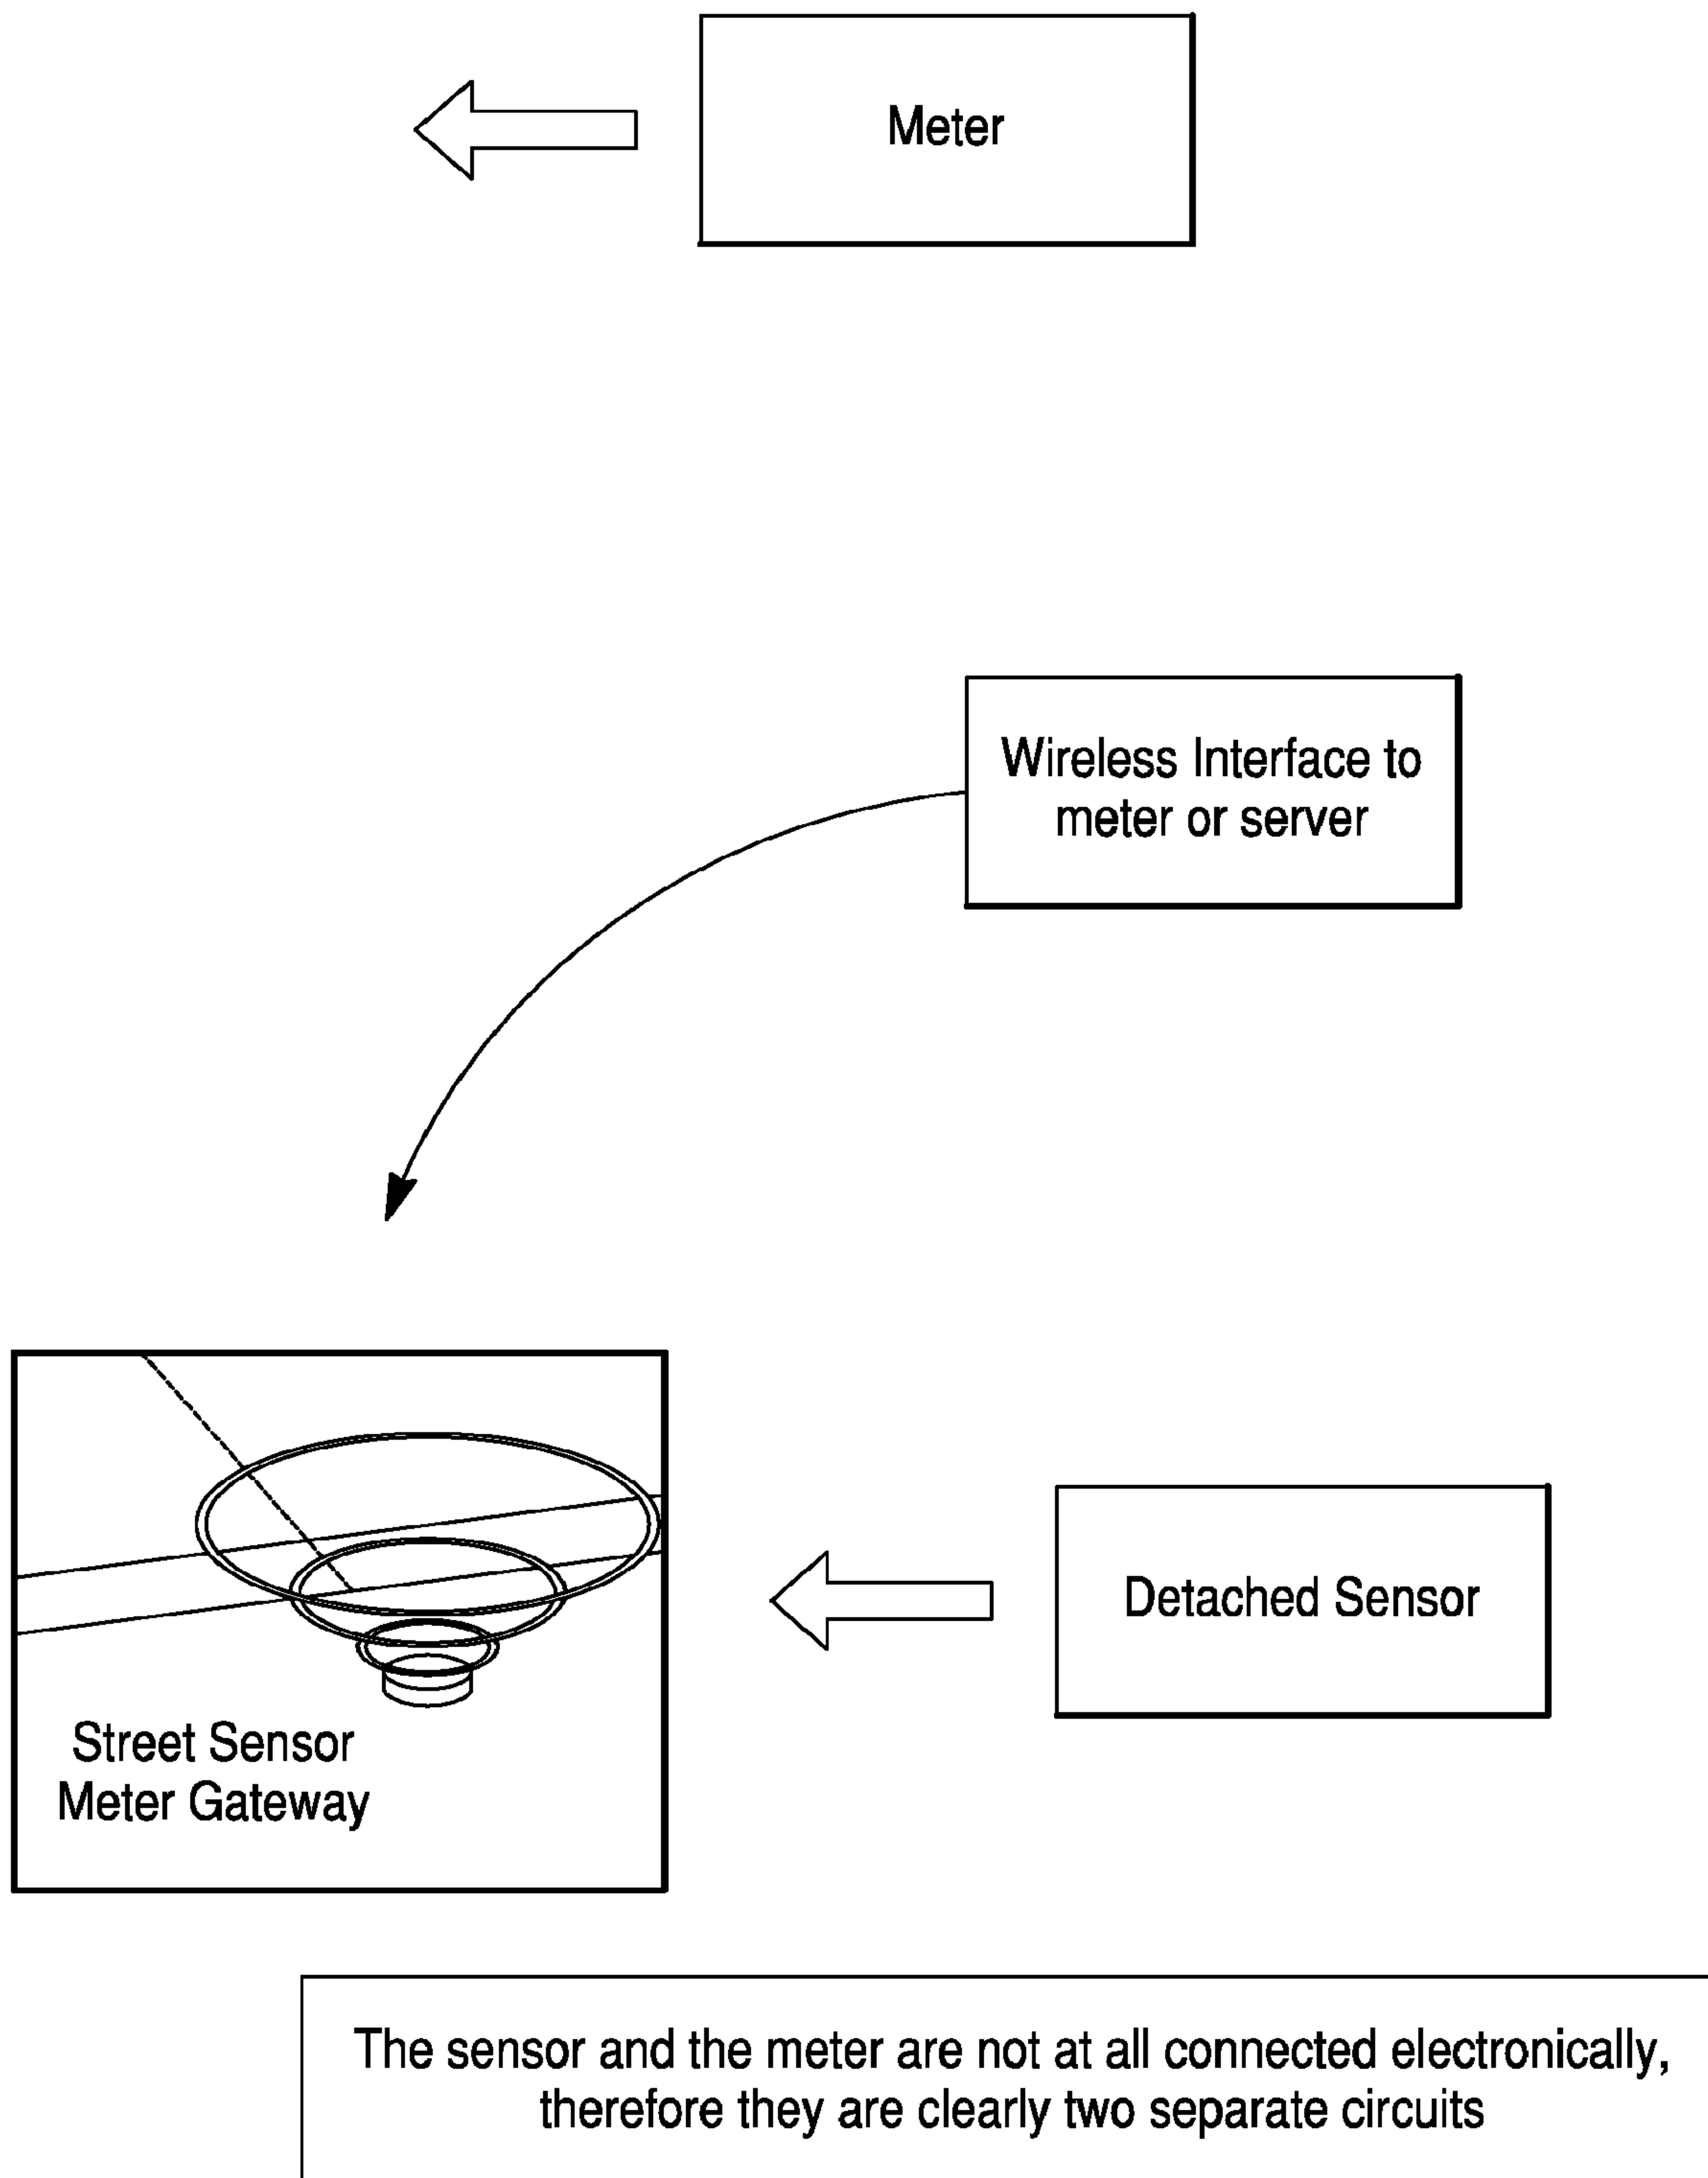 Meter
Wireless Interface to
meter or server
Detached Sensor
Street Sensor
Meter Gateway
The sensor and the meter are not at all connected electronically,
therefore they are clearly two separate circuits